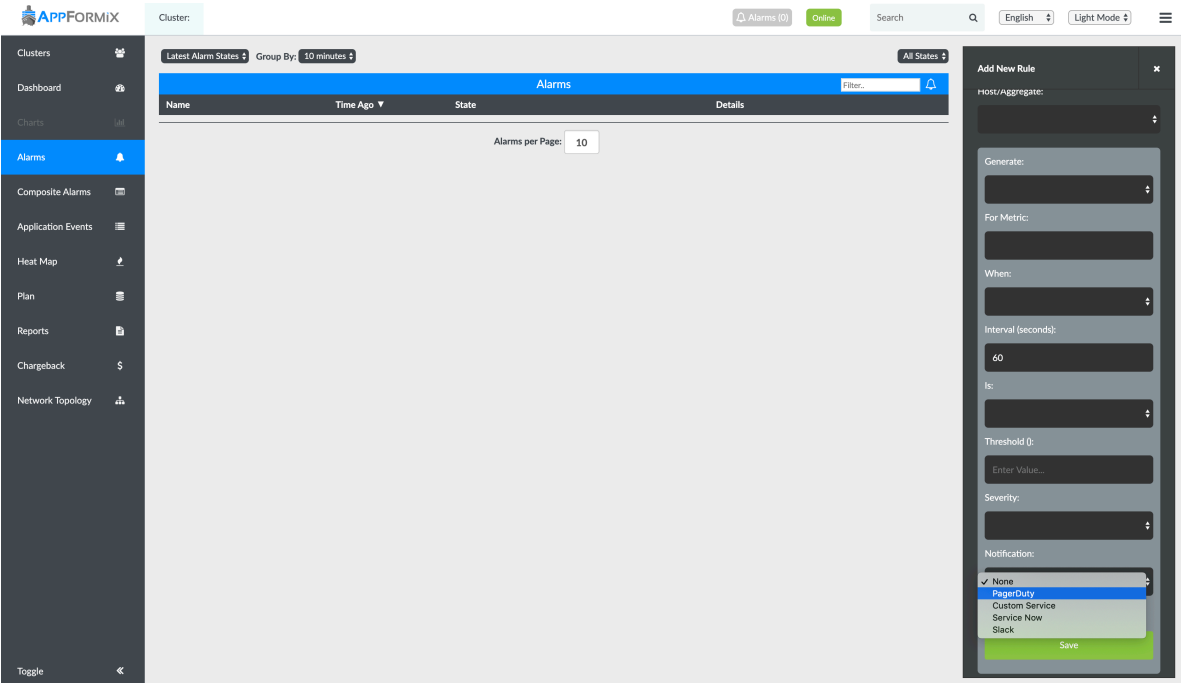 APPFORMIX
Cluster:
Alarms (0)
Online
Search
English
Light Mode
Clusters
Dashboard
Charts
Alarms
Composite Alarms
Application Events
Heat Map
Plan
Reports
Chargeback
Network Topology
Toggle
Latest Alarm States Group By: 10 minutes
All States
Alarms
Filter..
Name Time Ago ▼ State Details
Alarms per Page: 10
Add New Rule
Host/Aggregate:
Generate:
For Metric:
When:
Interval (seconds):
60
Is:
Threshold ():
Enter Value...
Severity:
Notification:
✓ None
PagerDuty
Custom Service
Service Now
Slack
Save